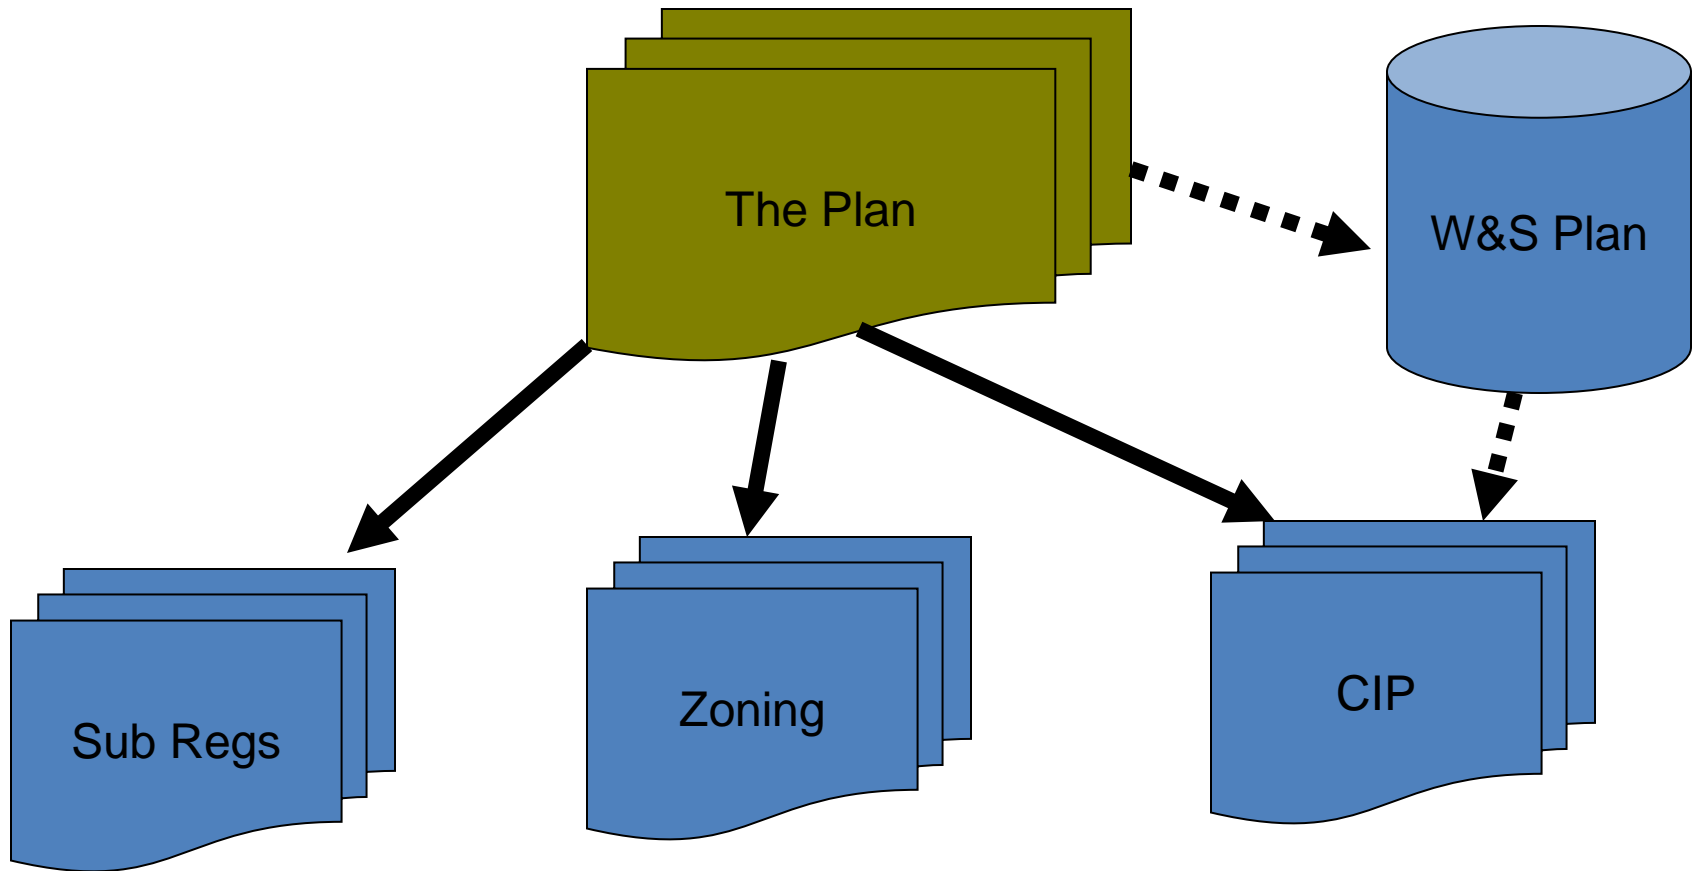 The Plan
W&S Plan
Sub Regs
Zoning
CIP